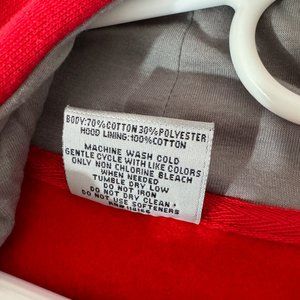 BODY:70%COTTON 30%POLYESTER
HOOD LINING:100%COTTON
MACHINE WASH COLD
GENTLE CYCLE WITH LIKE COLORS
ONLY NON CHLORINE BLEACH
WHEN NEEDED
TUMBLE DRY LOW
DO NOT IRON
DO NOT DRY CLEAN
DO NOT USE SOFTENERS